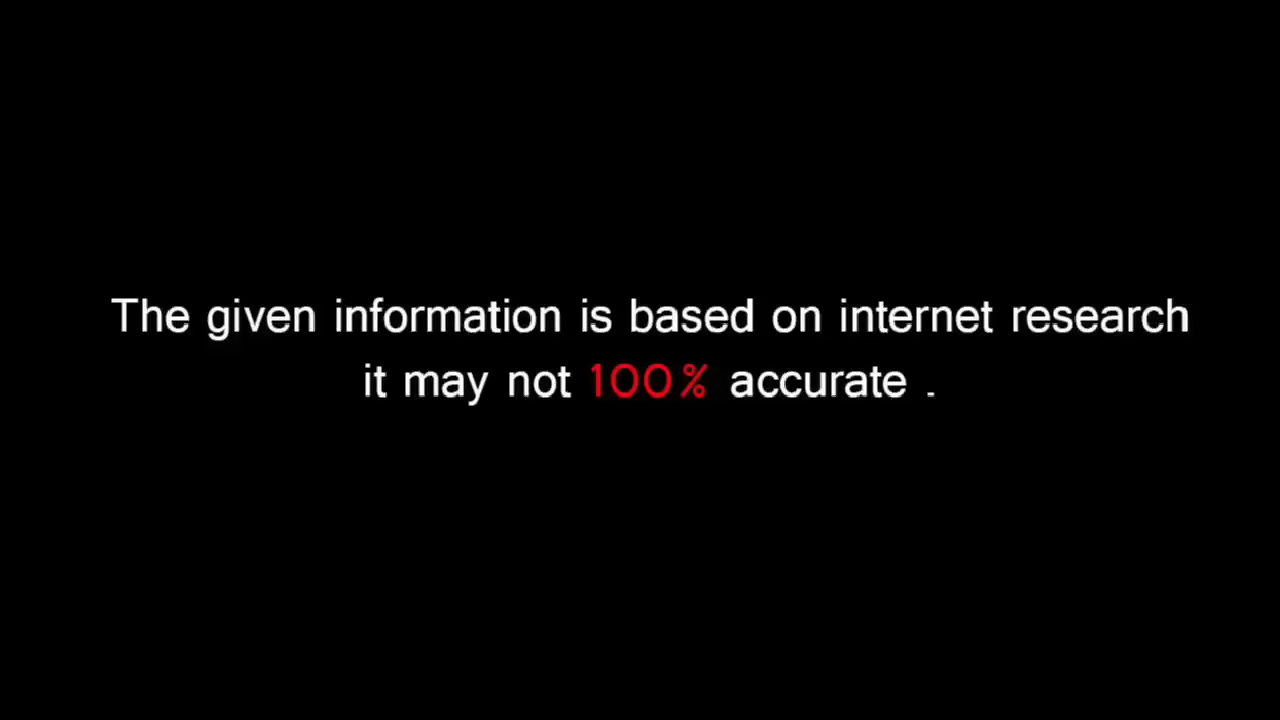 The given information is based on internet research
it may not 100% accurate .